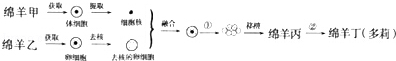 绵羊甲 获取 体细胞 提取 细胞核
融合 ① 移植 绵羊丙 ② 绵羊丁(多莉)
绵羊乙 获取 卵细胞 去核 去核的卵细胞